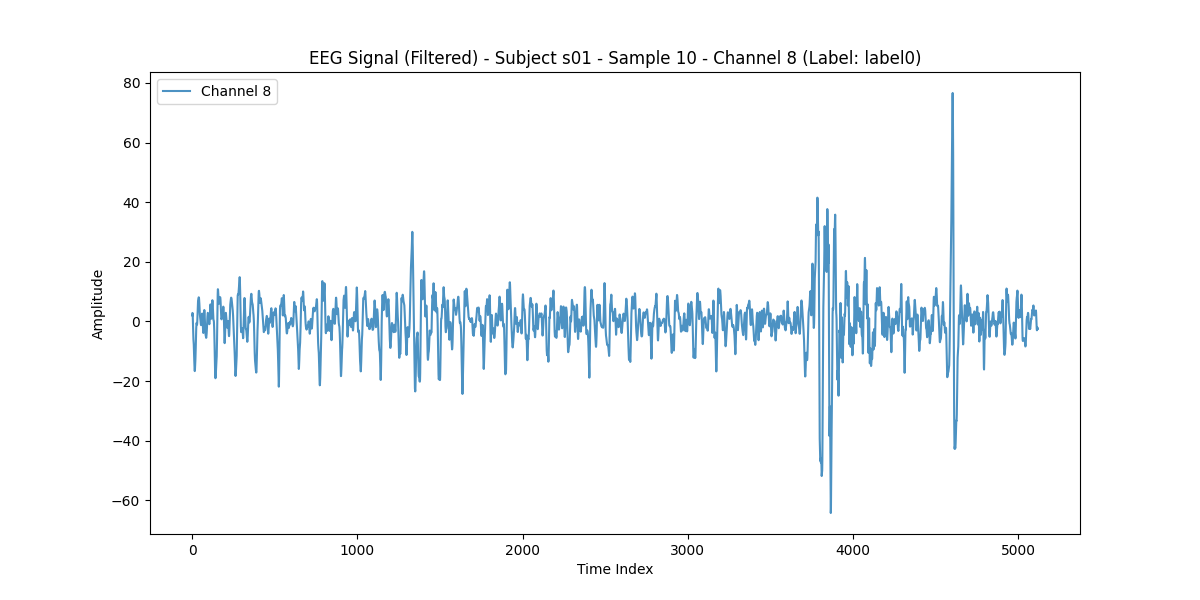 EEG Signal (Filtered) - Subject s01 - Sample 10 - Channel 8 (Label: label0)
Channel 8
80
60
40
20
0
−20
−40
−60
Amplitude
0 1000 2000 3000 4000 5000
Time Index